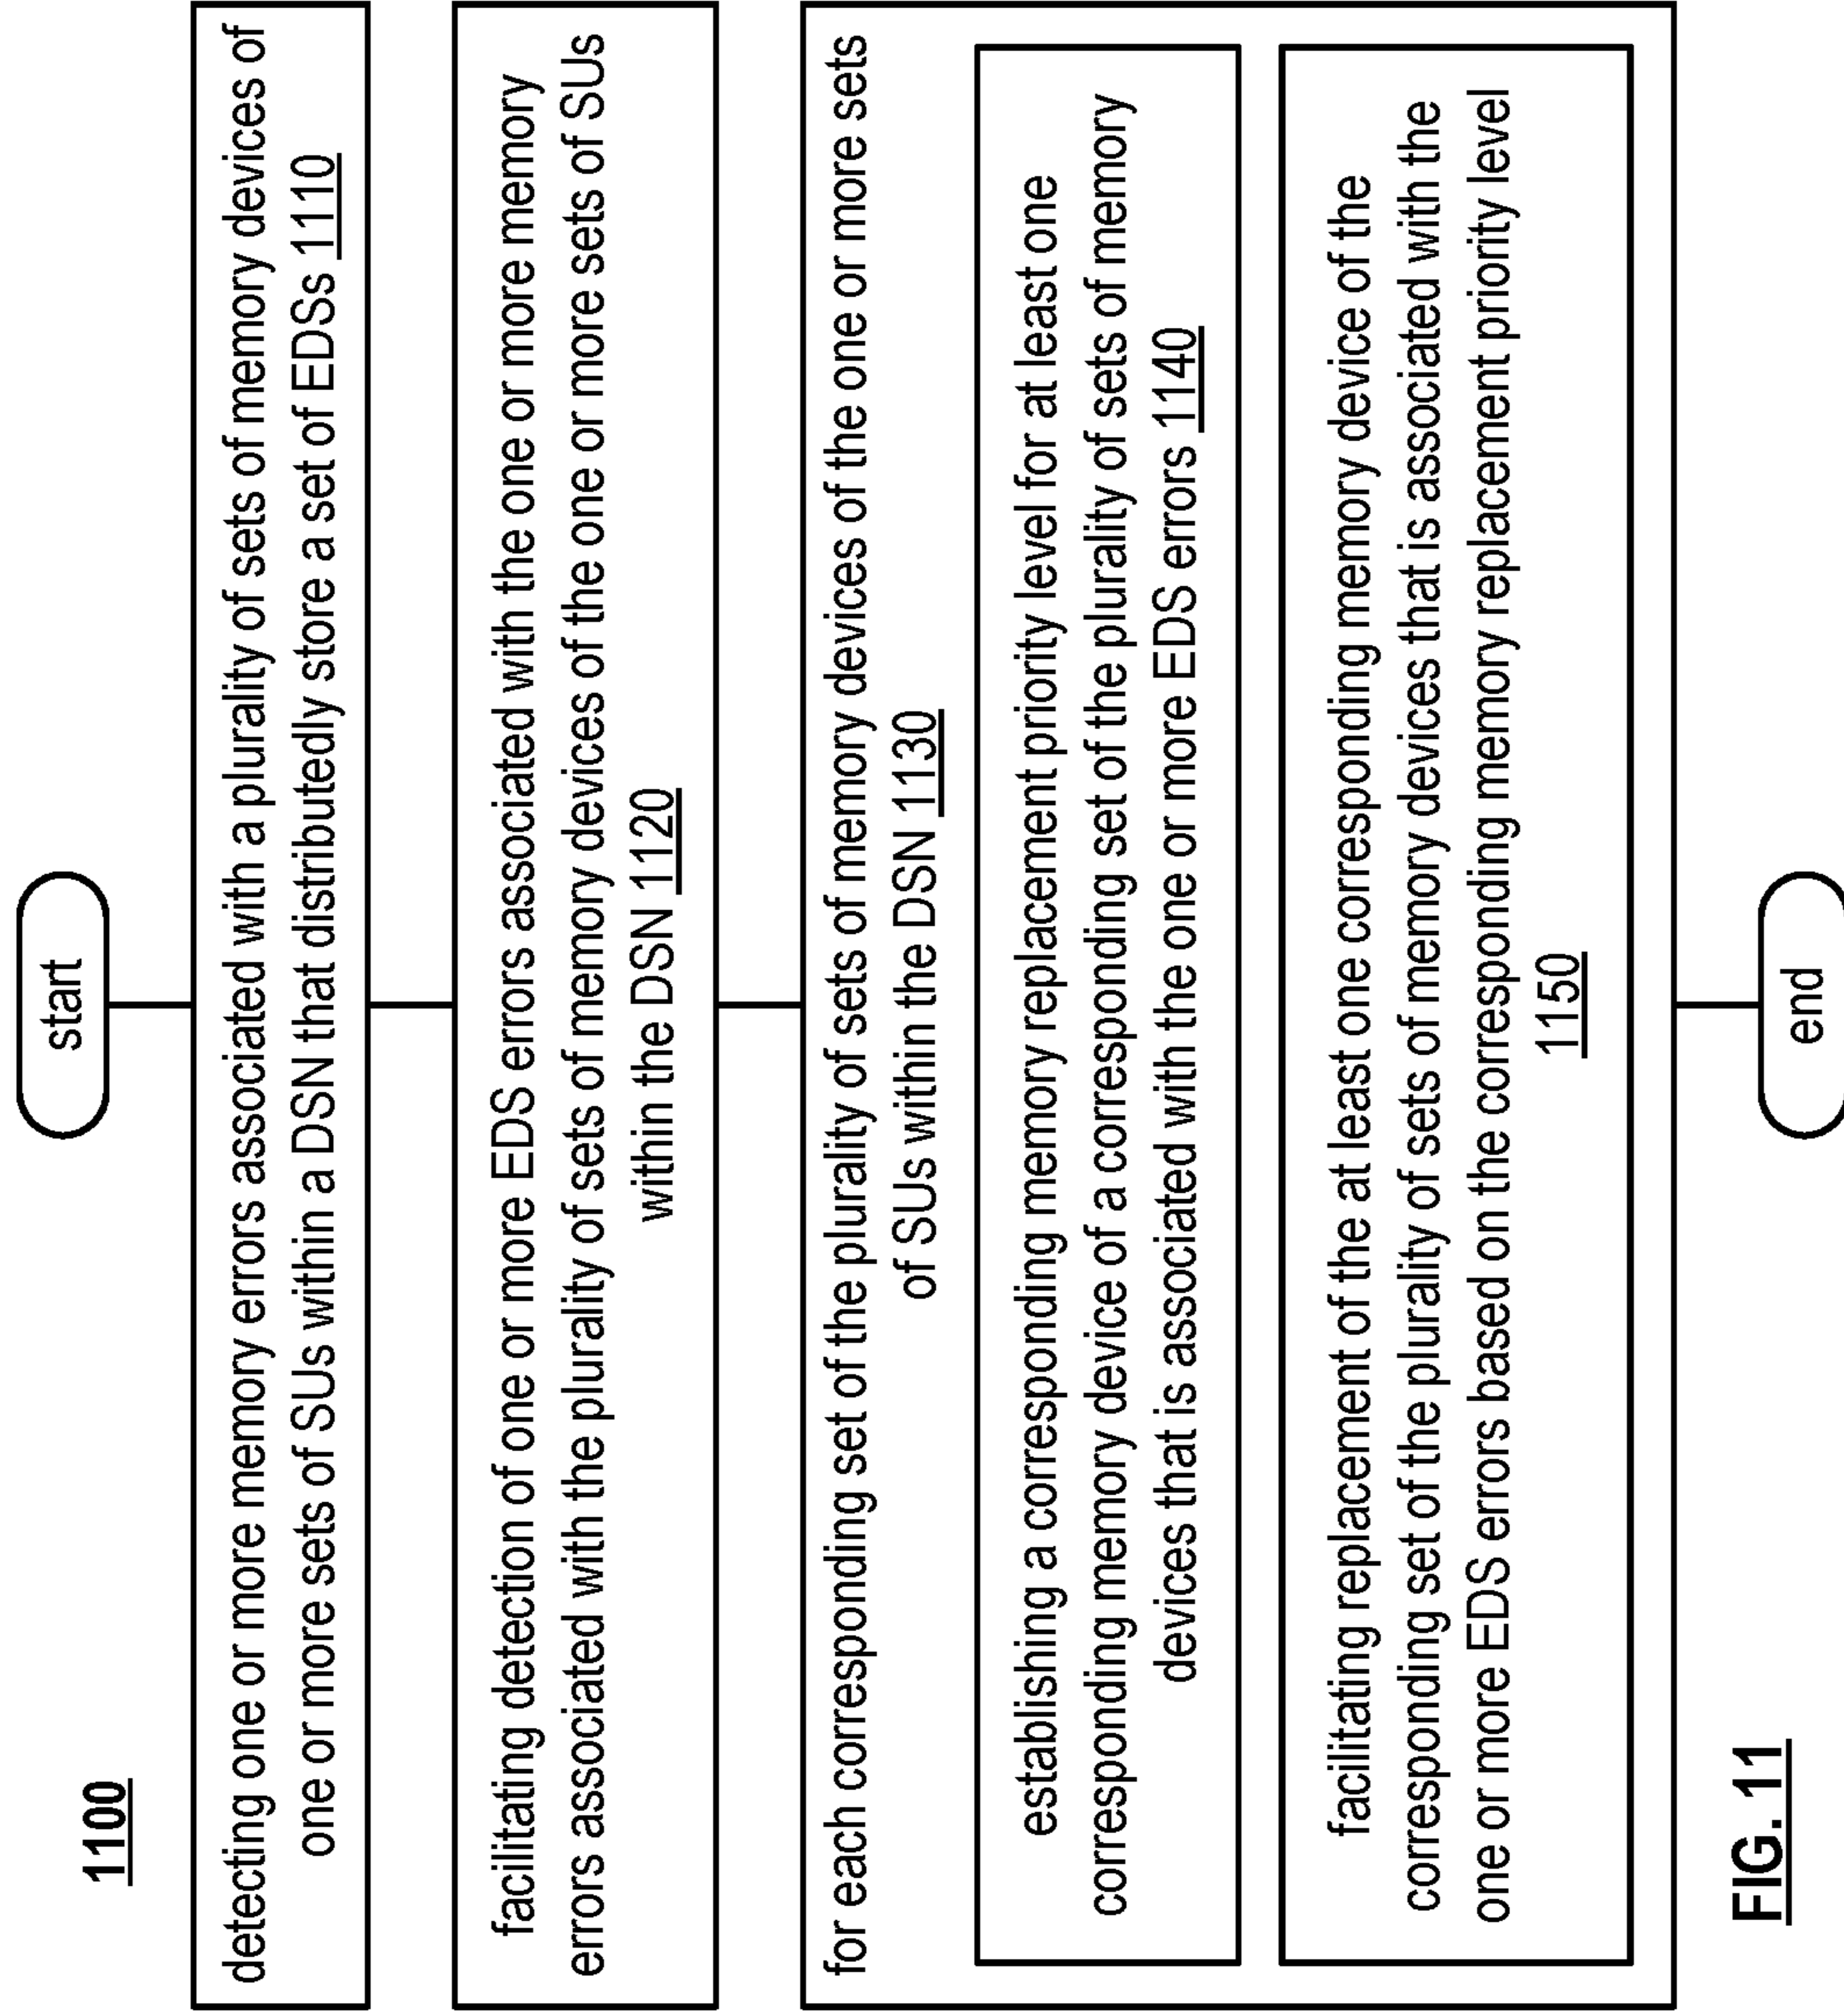 1100
start
detecting one or more memory errors associated with a plurality of sets of memory devices of
one or more sets of SUs within a DSN that distributedly store a set of EDSs 1110
facilitating detection of one or more EDS errors associated with the one or more memory
errors associated with the plurality of sets of memory devices of the one or more sets of SUs
within the DSN 1120
for each corresponding set of the plurality of sets of memory devices of the one or more sets
of SUs within the DSN 1130
establishing a corresponding memory replacement priority level for at least one
corresponding memory device of a corresponding set of the plurality of sets of memory
devices that is associated with the one or more EDS errors 1140
facilitating replacement of the at least one corresponding memory device of the
corresponding set of the plurality of sets of memory devices that is associated with the
one or more EDS errors based on the corresponding memory replacement priority level
1150
end
FIG. 11